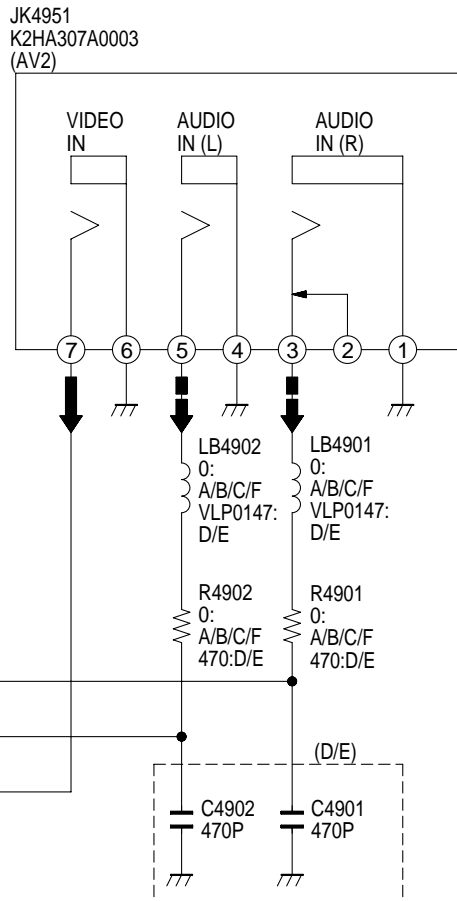 JK4951
K2HA307A0003
(AV2)
VIDEO
IN
AUDIO
IN (L)
AUDIO
IN (R)
7
6
5
4
3
2
1
LB4902
0:
A/B/C/F
VLP0147:
D/E
LB4901
0:
A/B/C/F
VLP0147:
D/E
R4902
0:
A/B/C/F
470:D/E
R4901
0:
A/B/C/F
470:D/E
(D/E)
C4902
470P
C4901
470P